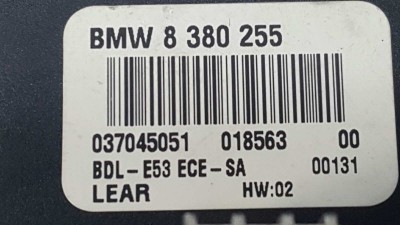 BMW 8 380 255
037045051 018563 00
BDL-E53 ECE-SA 00131
LEAR HW:02